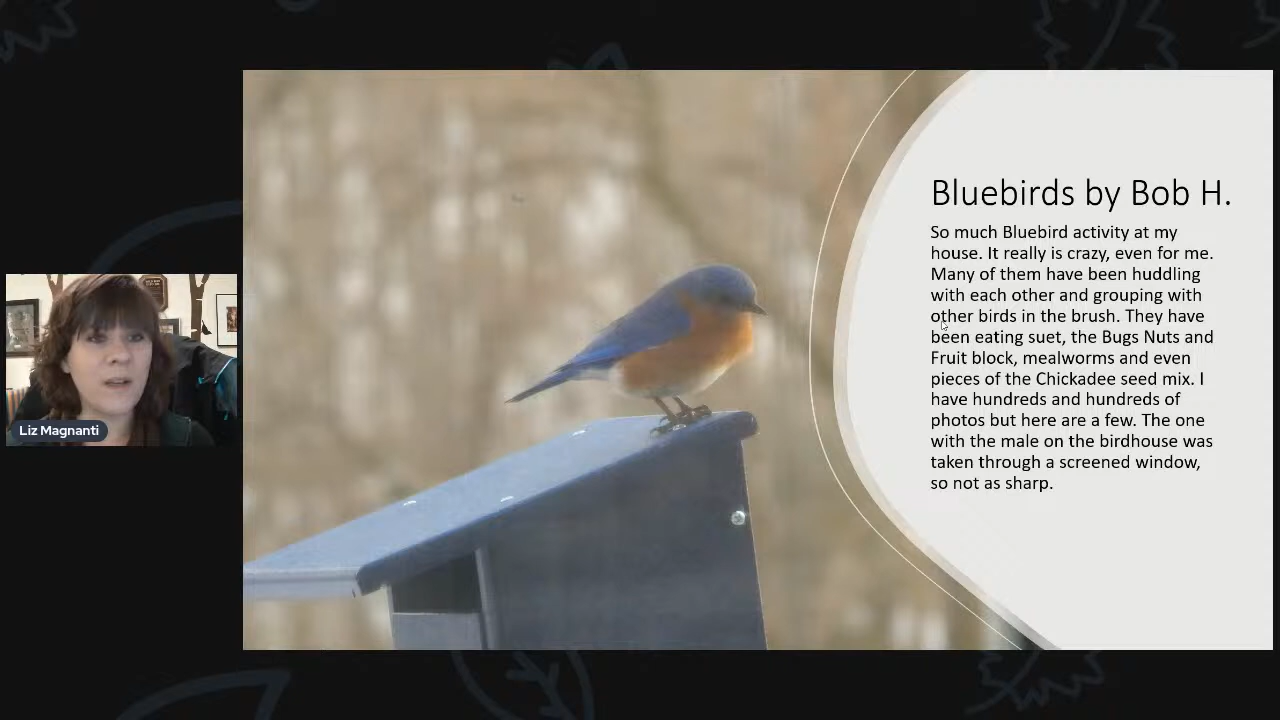 Bluebirds by Bob H.
So much Bluebird activity at my
house. It really is crazy, even for me.
Many of them have been huddling
with each other and grouping with
other birds in the brush. They have
been eating suet, the Bugs Nuts and
Fruit block, mealworms and even
pieces of the Chickadee seed mix. I
have hundreds and hundreds of
photos but here are a few. The one
with the male on the birdhouse was
taken through a screened window,
so not as sharp.
Liz Magnanti